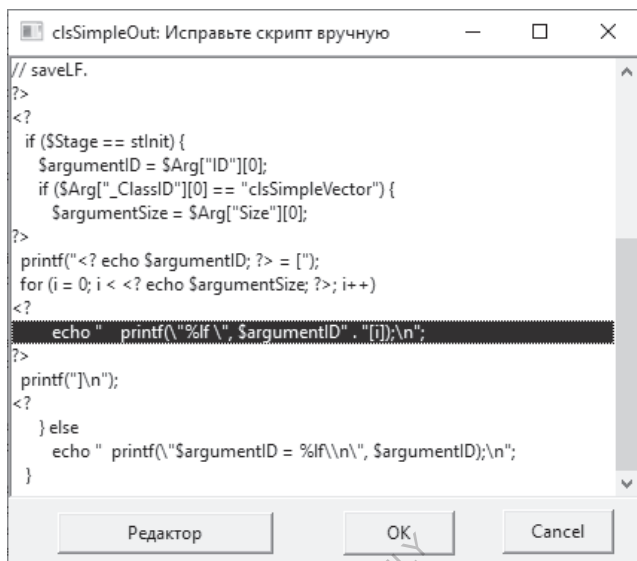 clsSimpleOut: Исправьте скрипт вручную
// saveLF.
?>
<?
if ($Stage == stInit) {
$argumentID = $Arg["ID"][0];
if ($Arg["_ClassID"][0] == "clsSimpleVector") {
$argumentSize = $Arg["Size"][0];
?>
printf("<? echo $argumentID; ?> = [");
for (i = 0; i < <? echo $argumentSize; ?>; i++)
<?
echo "    printf(\"%lf \", $argumentID" . "[i]);\n";
?>
printf("]\n");
<?
} else
echo "  printf(\"$argumentID = %lf\\n\", $argumentID);\n";
}
Редактор OK Cancel